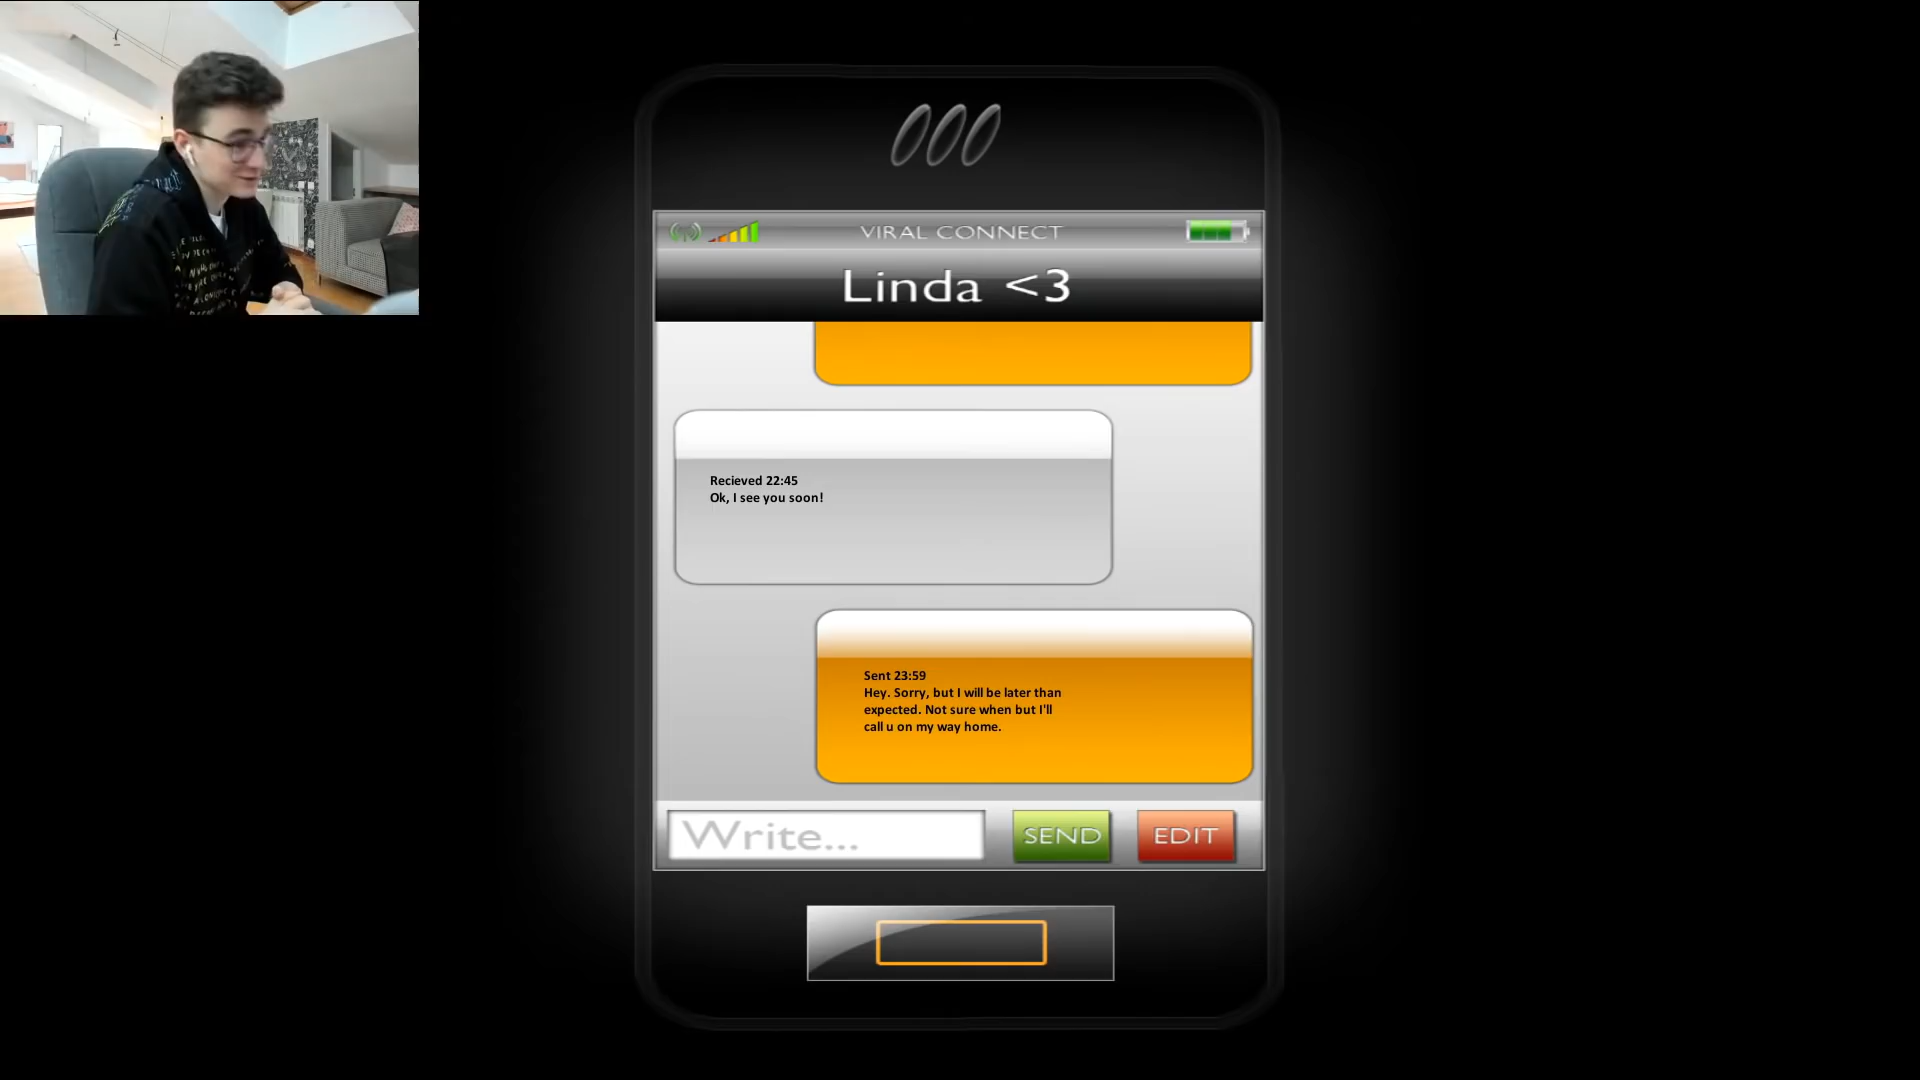 VIRAL CONNECT
Linda <3
Recieved 22:45
Ok, I see you soon!
Sent 23:59
Hey. Sorry, but I will be later than
expected. Not sure when but I'll
call u on my way home.
Write...
SEND
EDIT